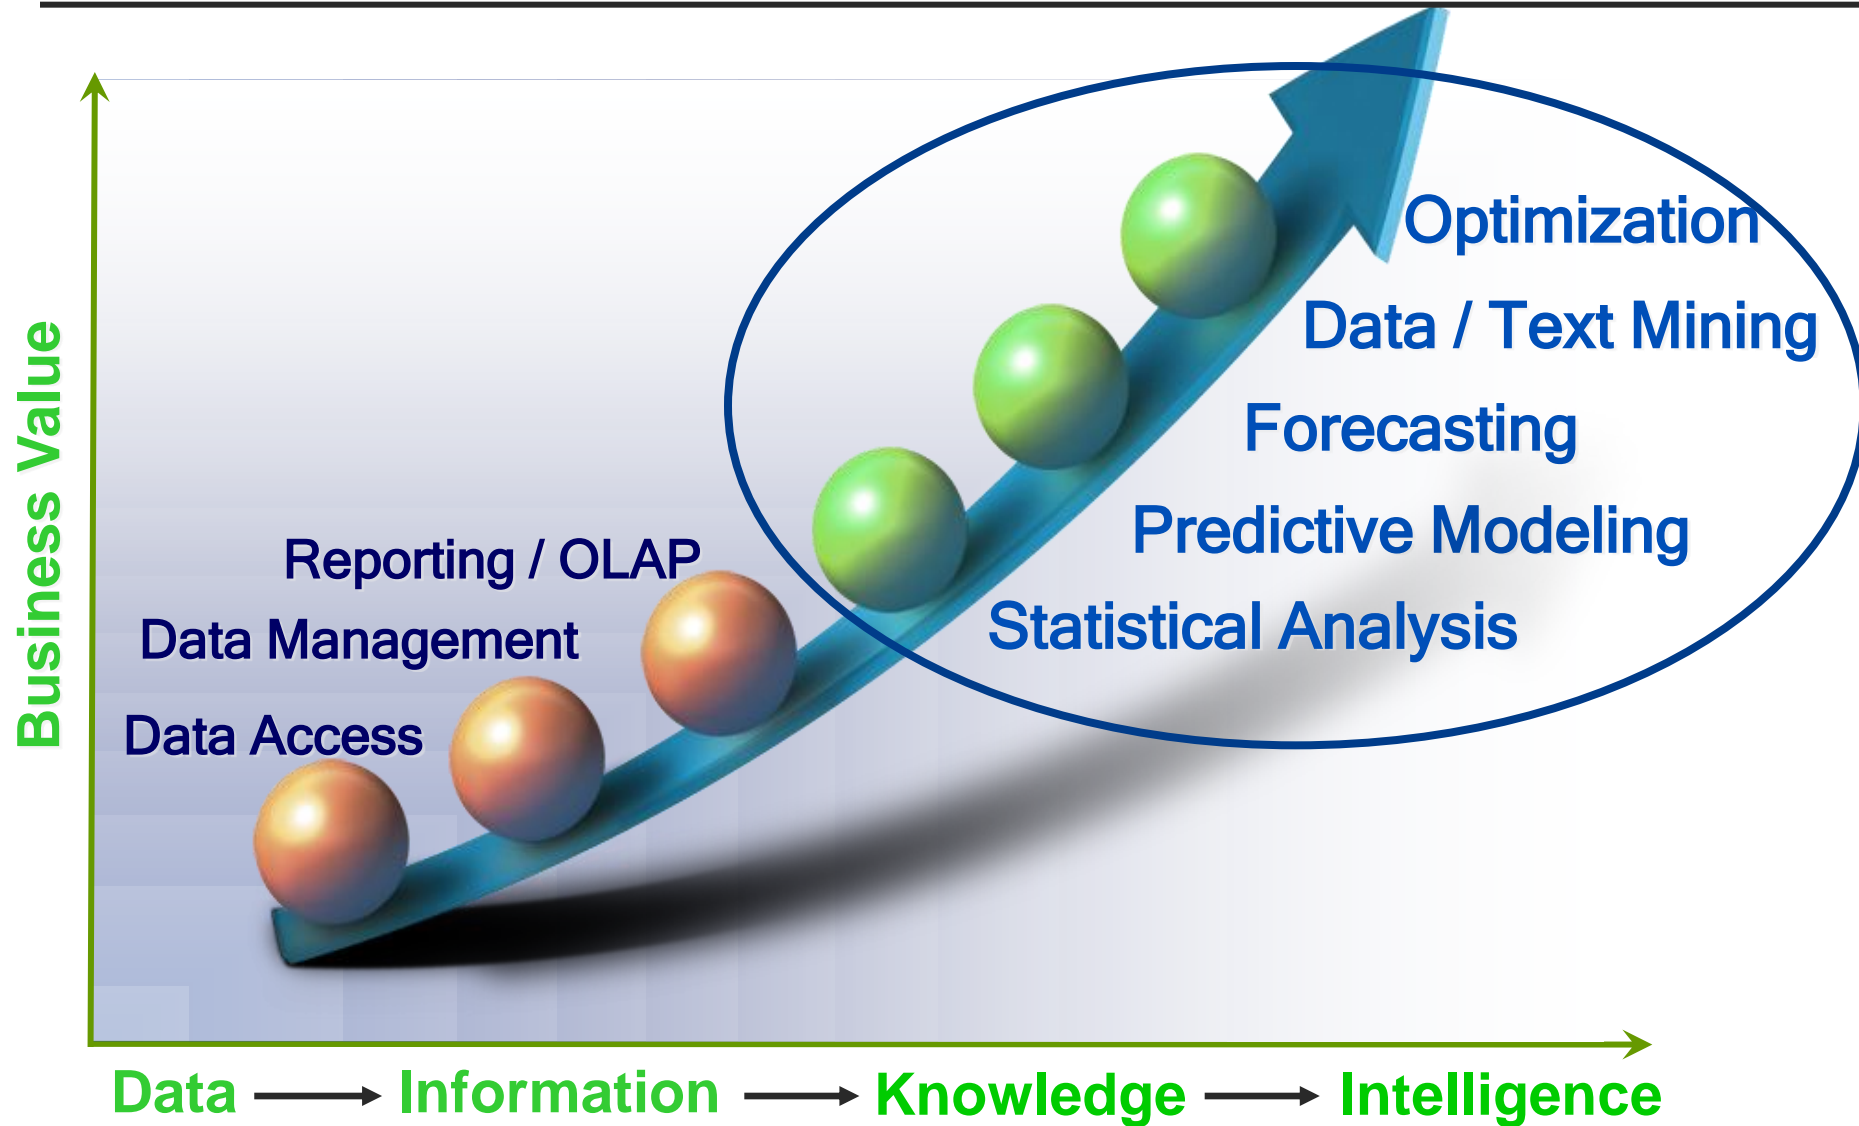 Optimization
Data / Text Mining
Forecasting
Predictive Modeling
Statistical Analysis
Reporting / OLAP
Data Management
Data Access
Business Value
Data Information Knowledge Intelligence